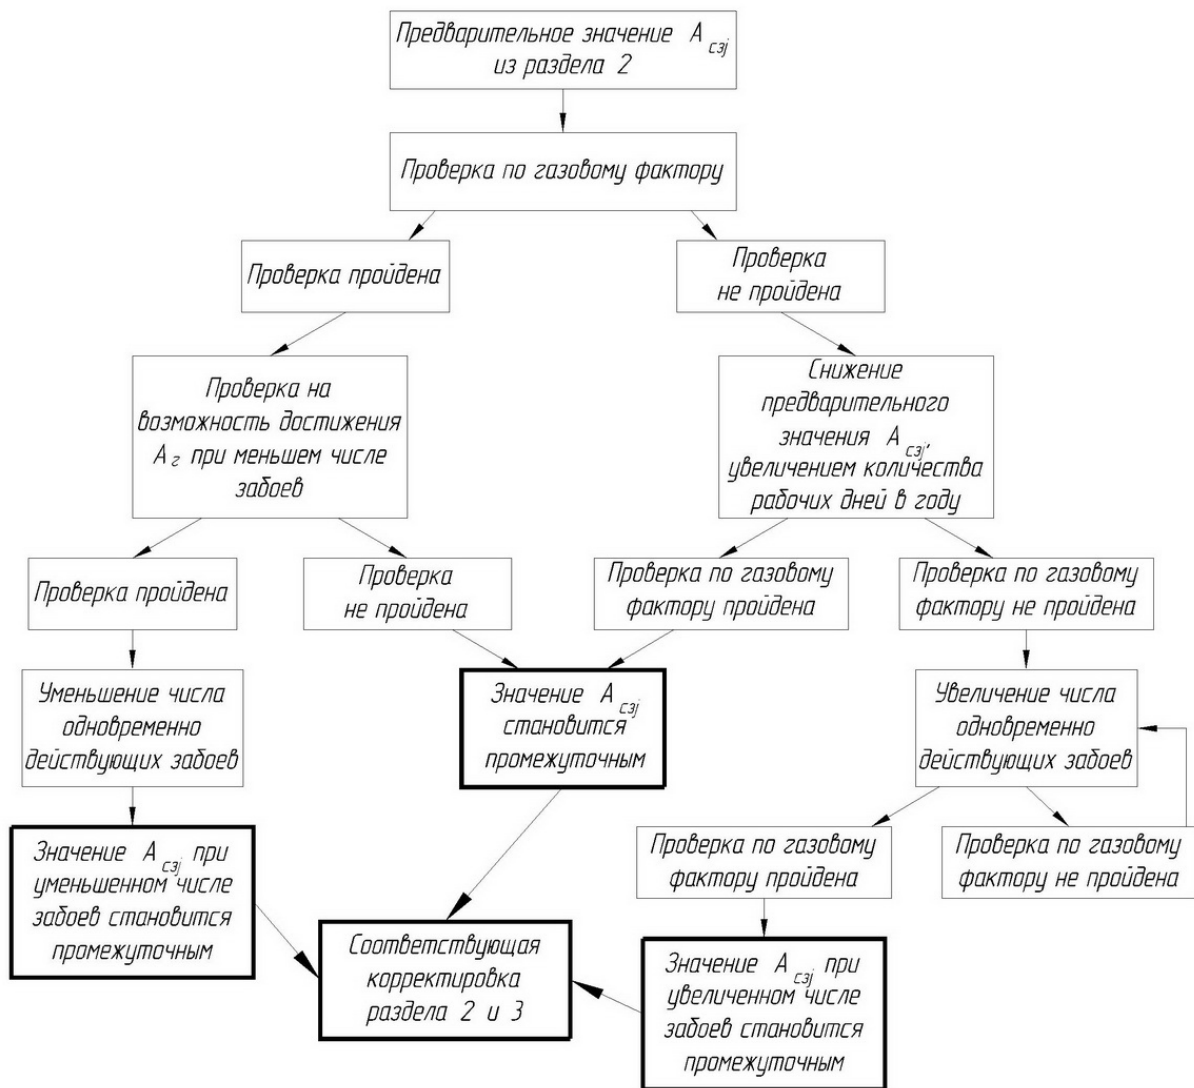 Предварительное значение А сзj
из раздела 2
Проверка по газовому фактору
Проверка пройдена
Проверка
не пройдена
Проверка на
возможность достижения
А г при меньшем числе
забоев
Снижение
предварительного
значения А сзj,
увеличением количества
рабочих дней в году
Проверка пройдена
Проверка
не пройдена
Проверка по газовому
фактору пройдена
Проверка по газовому
фактору не пройдена
Уменьшение числа
одновременно
действующих забоев
Значение А сзj
становится
промежуточным
Увеличение числа
одновременно
действующих забоев
Значение А сзj при
уменьшенном числе
забоев становится
промежуточным
Проверка по газовому
фактору пройдена
Проверка по газовому
фактору не пройдена
Соответствующая
корректировка
раздела 2 и 3
Значение А сзj при
увеличенном числе
забоев становится
промежуточным